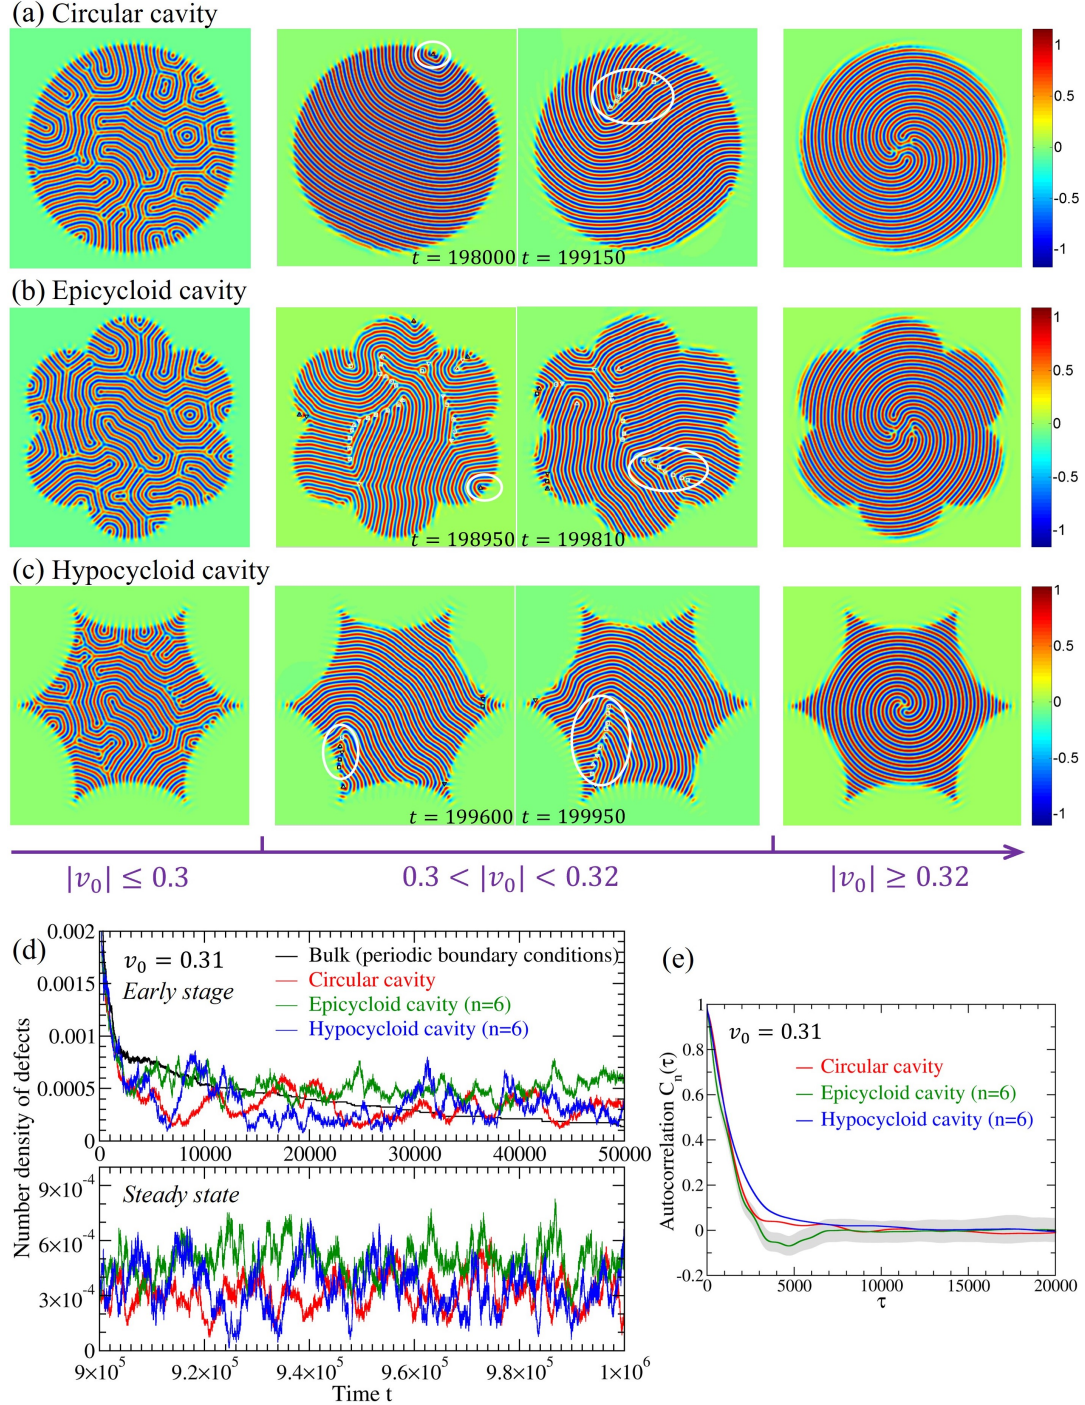 (a) Circular cavity
t = 198000 t = 199150
1
0.5
0
-0.5
-1
(b) Epicycloid cavity
t = 198950 t = 199810
1
0.5
0
-0.5
-1
(c) Hypocycloid cavity
t = 199600 t = 199950
1
0.5
0
-0.5
-1
|v₀| ≤ 0.3
0.3 < |v₀| < 0.32
|v₀| ≥ 0.32
(d)
Number density of defects
0.002
0.0015
0.001
0.0005
0
v₀ = 0.31
Early stage
Bulk (periodic boundary conditions)
Circular cavity
Epicycloid cavity (n=6)
Hypocycloid cavity (n=6)
0 10000 20000 30000 40000 50000
Steady state
9×10⁻⁴
6×10⁻⁴
3×10⁻⁴
0
9×10⁵ 9.2×10⁵ 9.4×10⁵ 9.6×10⁵ 9.8×10⁵ 1×10⁶
Time t
(e)
Autocorrelation Cₙ(τ)
1
0.8
0.6
0.4
0.2
0
-0.2
v₀ = 0.31
Circular cavity
Epicycloid cavity (n=6)
Hypocycloid cavity (n=6)
0 5000 10000 15000 20000
τ